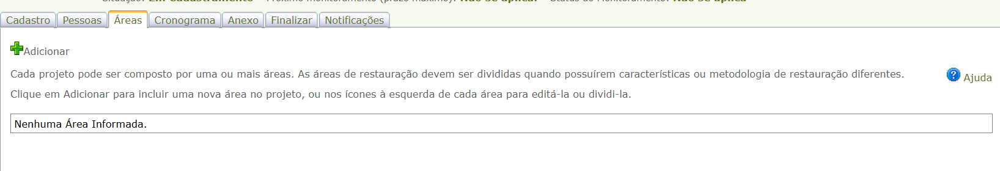 Situação: Em Cadastramento Próximo monitoramento (prazo máximo): Não se aplica. Status do Monitoramento: Não se aplica
Cadastro Pessoas Áreas Cronograma Anexo Finalizar Notificações
Adicionar
Cada projeto pode ser composto por uma ou mais áreas. As áreas de restauração devem ser divididas quando possuírem características ou metodologia de restauração diferentes.
Ajuda
Clique em Adicionar para incluir uma nova área no projeto, ou nos ícones à esquerda de cada área para editá-la ou dividi-la.
Nenhuma Área Informada.